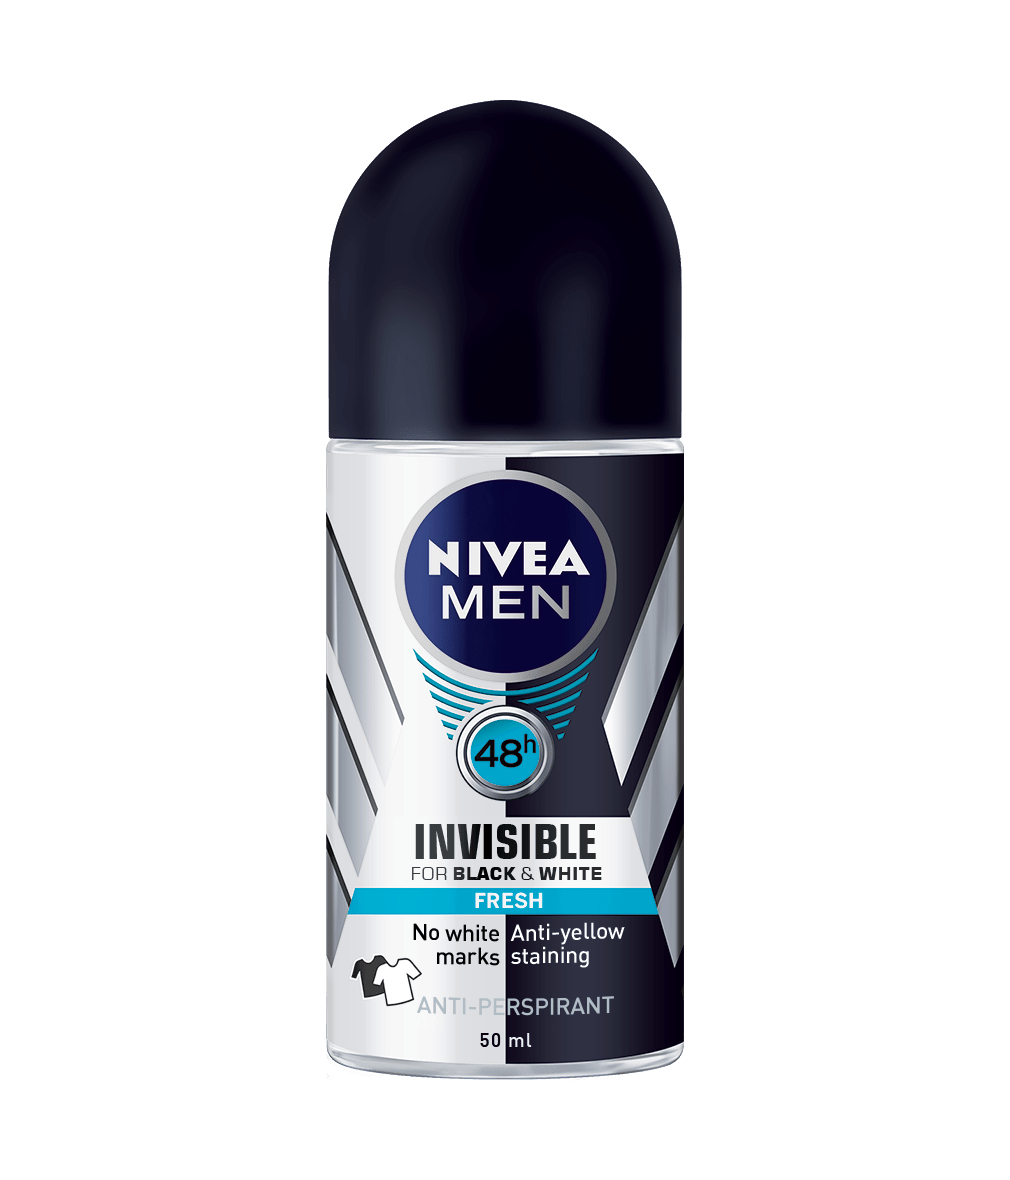 NIVEA
MEN
48h
INVISIBLE
FOR BLACK & WHITE
FRESH
No white Anti-yellow
marks staining
ANTI-PERSPIRANT
50 ml